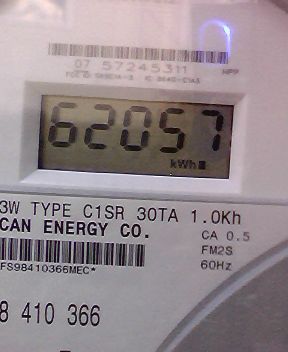 07 57245311
62057
kWh
3W TYPE C1SR 30TA 1.0Kh
CAN ENERGY CO.
CA 0.5
FM2S
60Hz
FS98410366MEC*
8 410 366